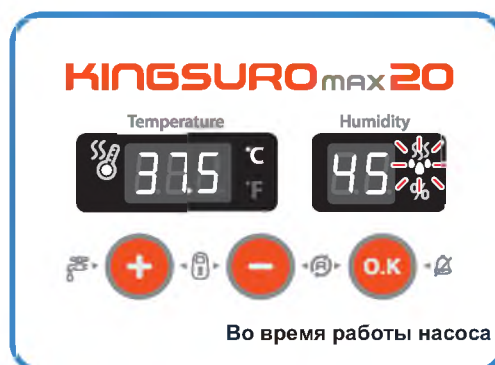 KINGSURO MAX 20
Temperature Humidity
37.5 °C °F 45 %
+ - O.K
Во время работы насоса